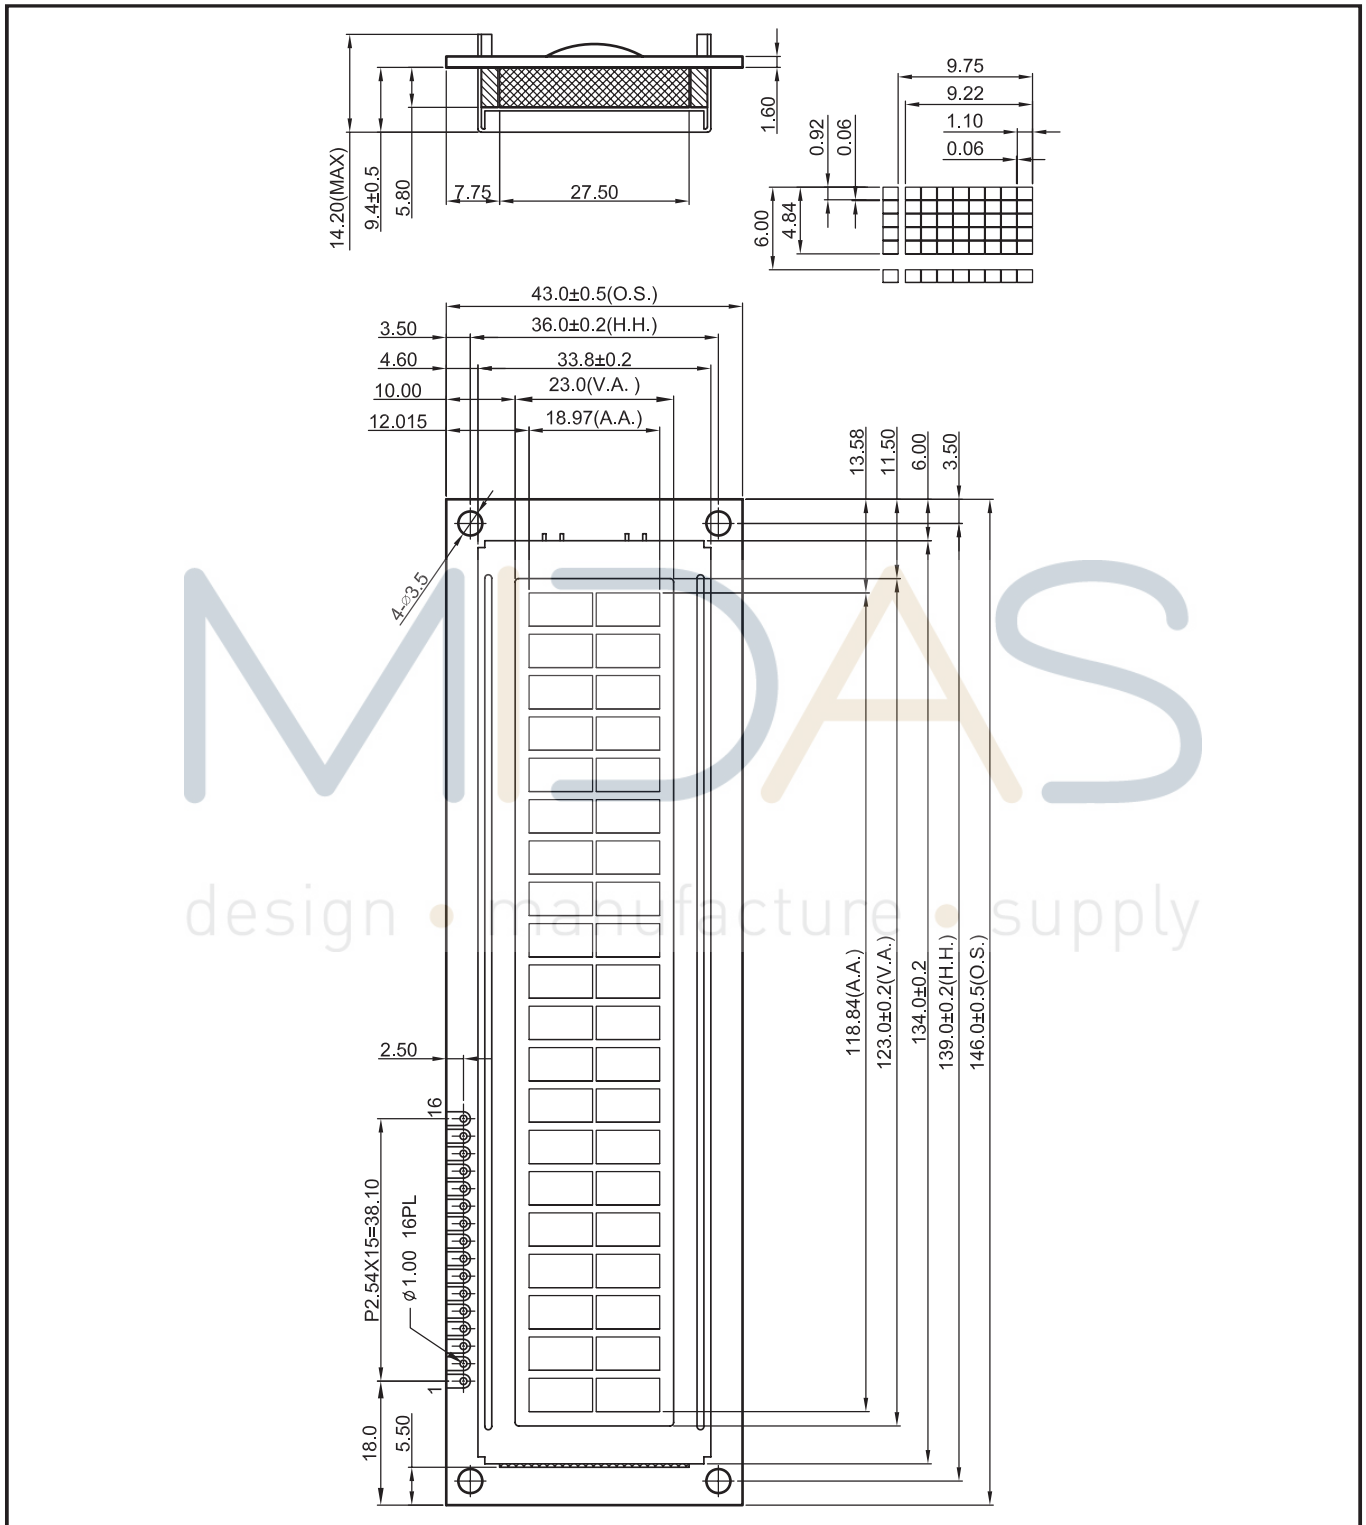 14.20(MAX)
9.4±0.5
5.80
7.75
27.50
1.60
9.75
9.22
1.10
0.06
0.92
0.06
6.00
4.84
43.0±0.5(O.S.)
3.50
36.0±0.2(H.H.)
4.60
33.8±0.2
10.00
23.0(V.A. )
12.015
18.97(A.A.)
13.58
11.50
6.00
3.50
4-⌀3.5
MIDAS
design • manufacture • supply
118.84(A.A.)
123.0±0.2(V.A.)
134.0±0.2
139.0±0.2(H.H.)
146.0±0.5(O.S.)
2.50
16
P2.54X15=38.10
⌀1.00 16PL
1
18.0
5.50